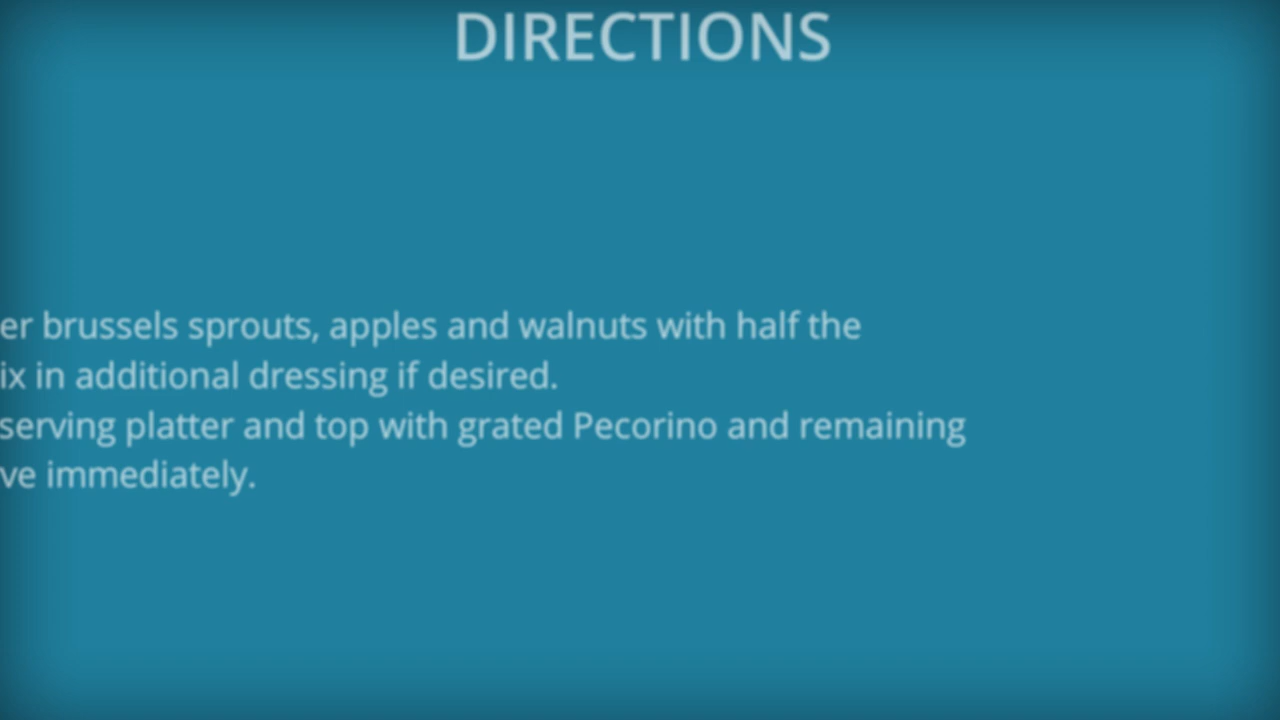 DIRECTIONS
er brussels sprouts, apples and walnuts with half the
ix in additional dressing if desired.
serving platter and top with grated Pecorino and remaining
ve immediately.